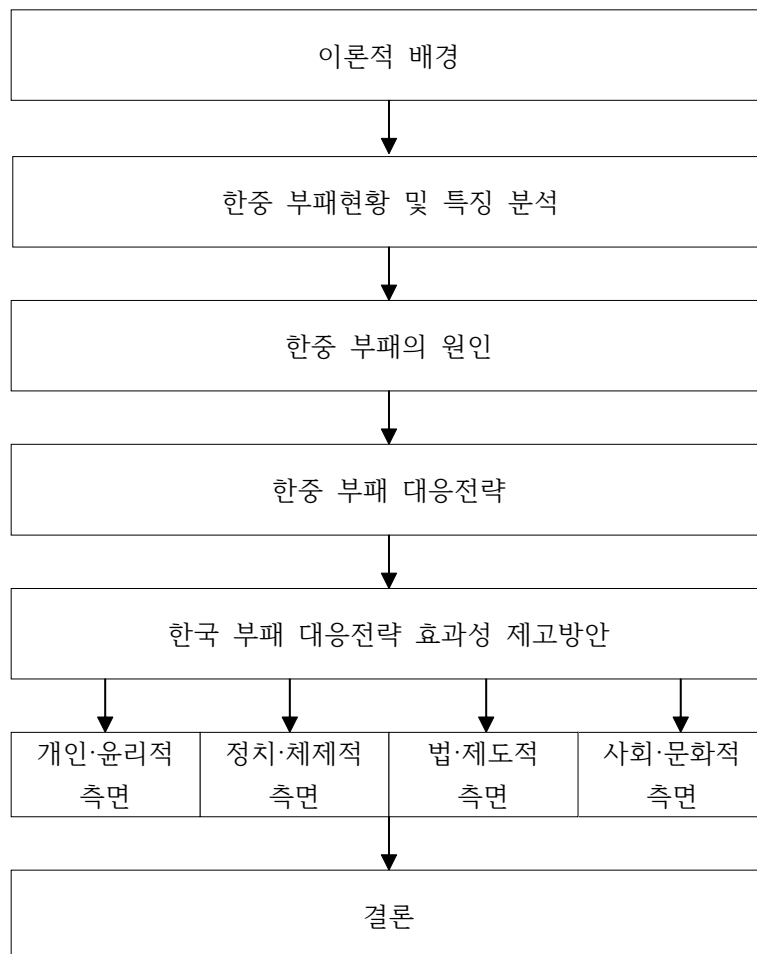 이론적 배경
한중 부패현황 및 특징 분석
한중 부패의 원인
한중 부패 대응전략
한국 부패 대응전략 효과성 제고방안
개인·윤리적
측면
정치·체제적
측면
법·제도적
측면
사회·문화적
측면
결론